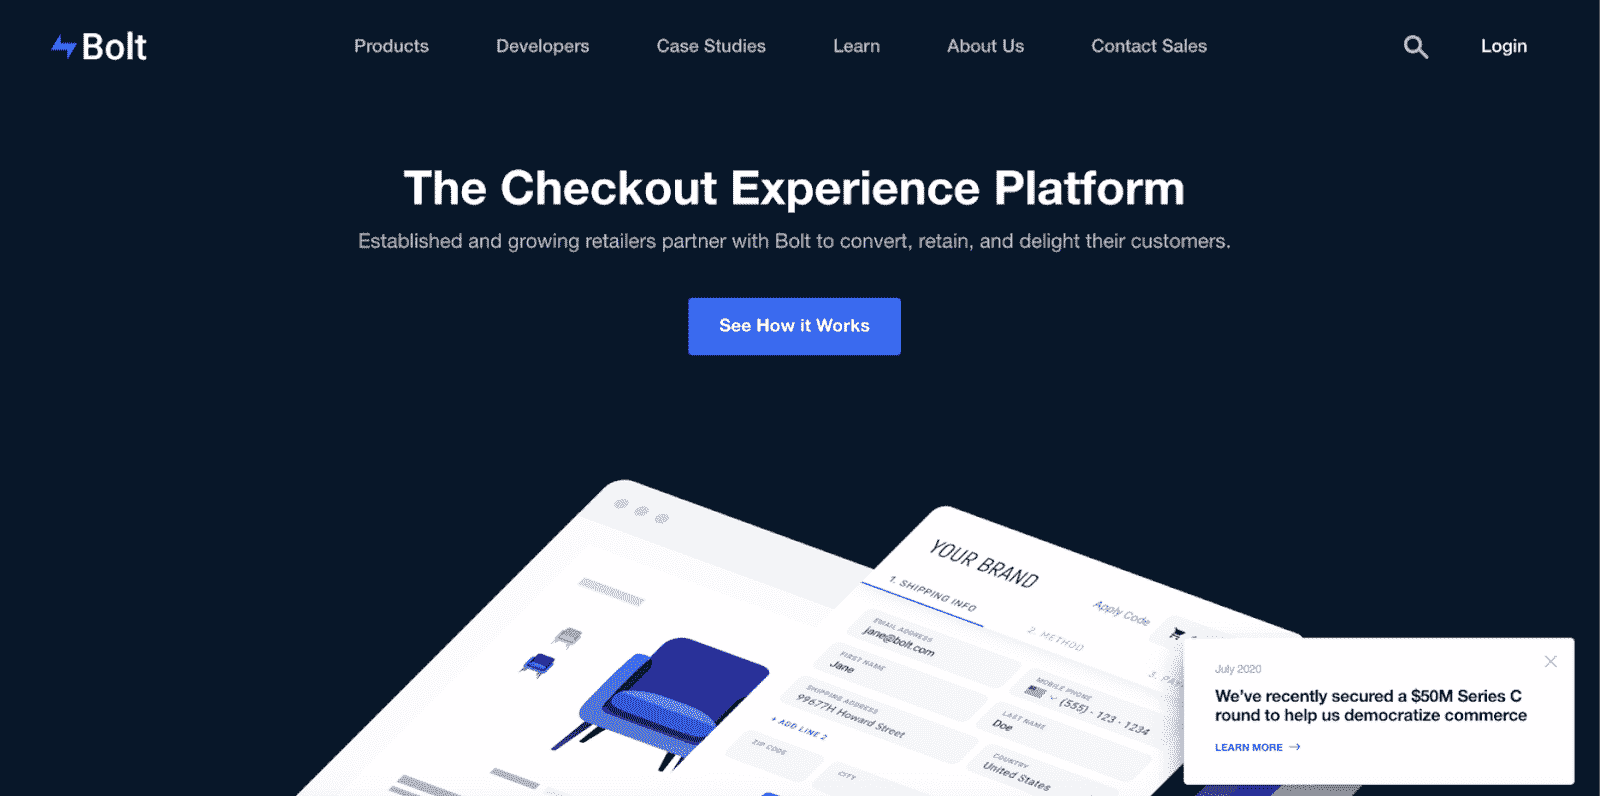 Bolt
Products
Developers
Case Studies
Learn
About Us
Contact Sales
Login
The Checkout Experience Platform
Established and growing retailers partner with Bolt to convert, retain, and delight their customers.
See How it Works
YOUR BRAND
1. SHIPPING INFO
2. METHOD
Apply Code
EMAIL ADDRESS
jane@bolt.com
FIRST NAME
Jane
MOBILE PHONE
(555) - 123 - 1234
LAST NAME
Doe
SHIPPING ADDRESS
99677H Howard Street
+ ADD LINE 2
COUNTRY
United States
ZIP CODE
CITY
July 2020
We've recently secured a $50M Series C
round to help us democratize commerce
LEARN MORE →